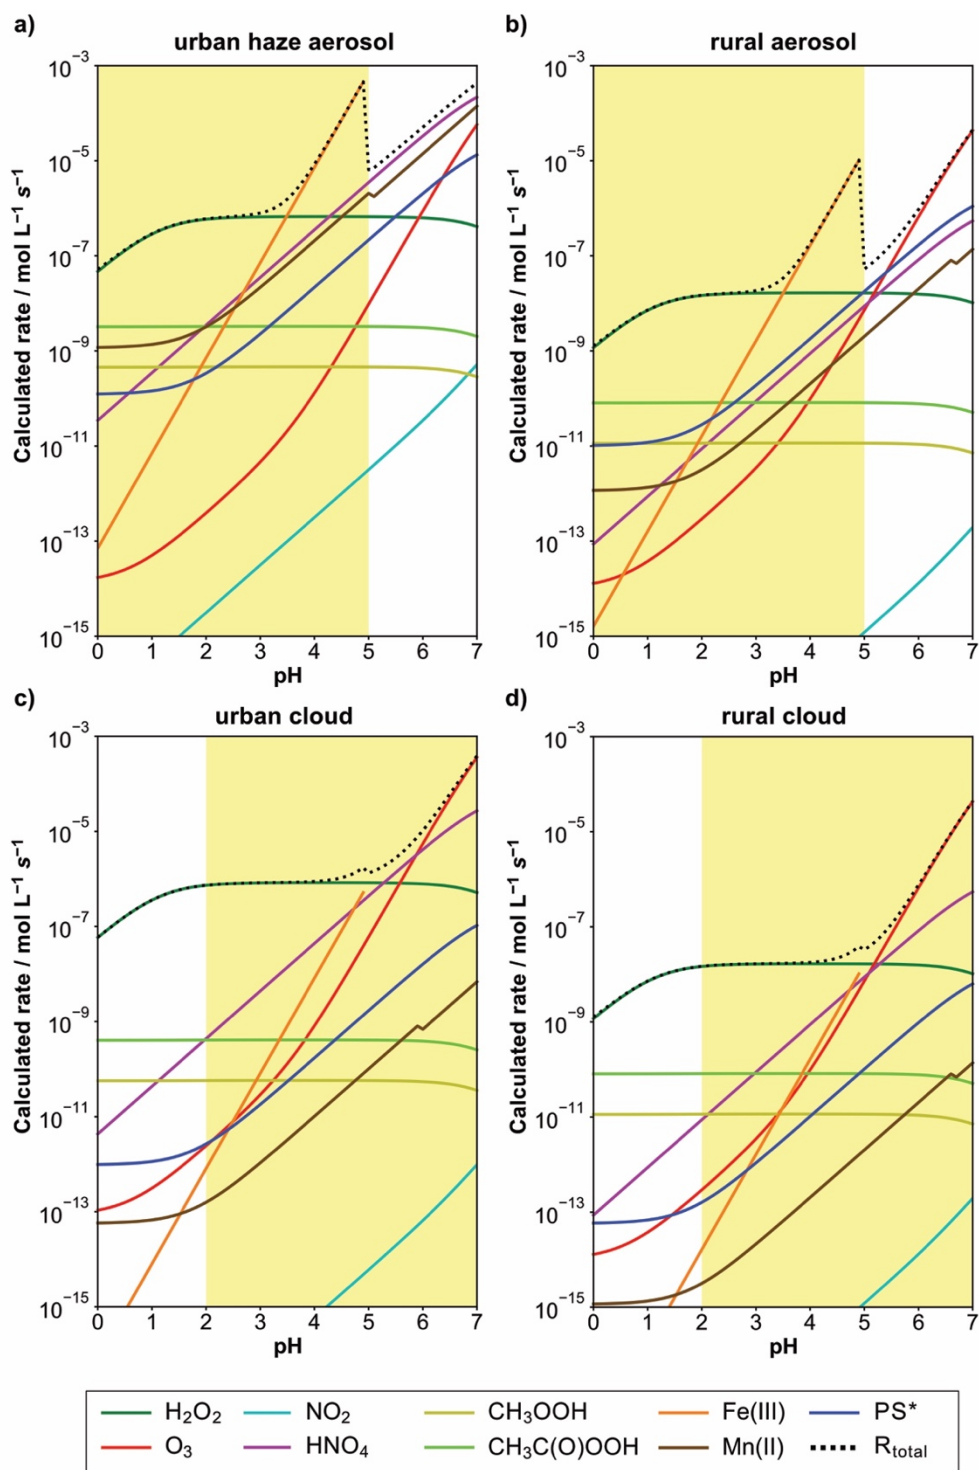 a)
urban haze aerosol
10⁻³
10⁻⁵
10⁻⁷
10⁻⁹
10⁻¹¹
10⁻¹³
10⁻¹⁵
Calculated rate / mol L⁻¹ s⁻¹
0 1 2 3 4 5 6 7
pH
b)
rural aerosol
10⁻³
10⁻⁵
10⁻⁷
10⁻⁹
10⁻¹¹
10⁻¹³
10⁻¹⁵
Calculated rate / mol L⁻¹ s⁻¹
0 1 2 3 4 5 6 7
pH
c)
urban cloud
10⁻³
10⁻⁵
10⁻⁷
10⁻⁹
10⁻¹¹
10⁻¹³
10⁻¹⁵
Calculated rate / mol L⁻¹ s⁻¹
0 1 2 3 4 5 6 7
pH
d)
rural cloud
10⁻³
10⁻⁵
10⁻⁷
10⁻⁹
10⁻¹¹
10⁻¹³
10⁻¹⁵
Calculated rate / mol L⁻¹ s⁻¹
0 1 2 3 4 5 6 7
pH
H₂O₂ NO₂ CH₃OOH Fe(III) PS*
O₃ HNO₄ CH₃C(O)OOH Mn(II) R_total